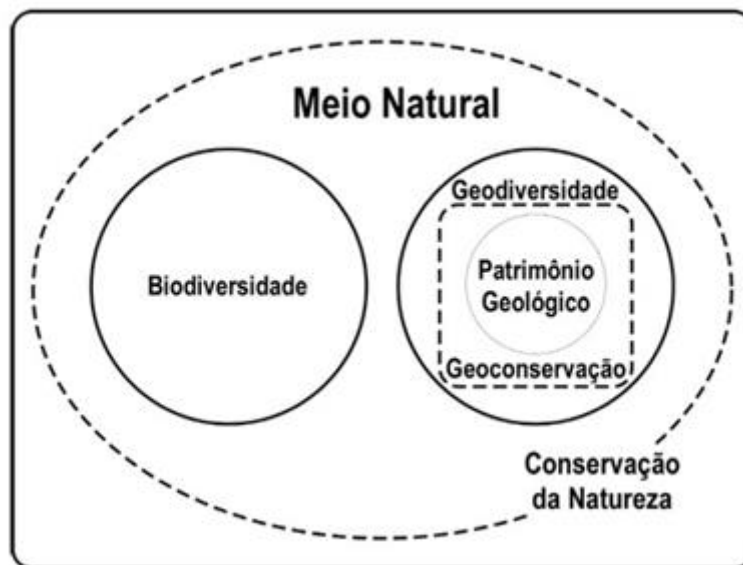 Meio Natural
Biodiversidade
Geodiversidade
Patrimônio
Geológico
Geoconservação
Conservação
da Natureza